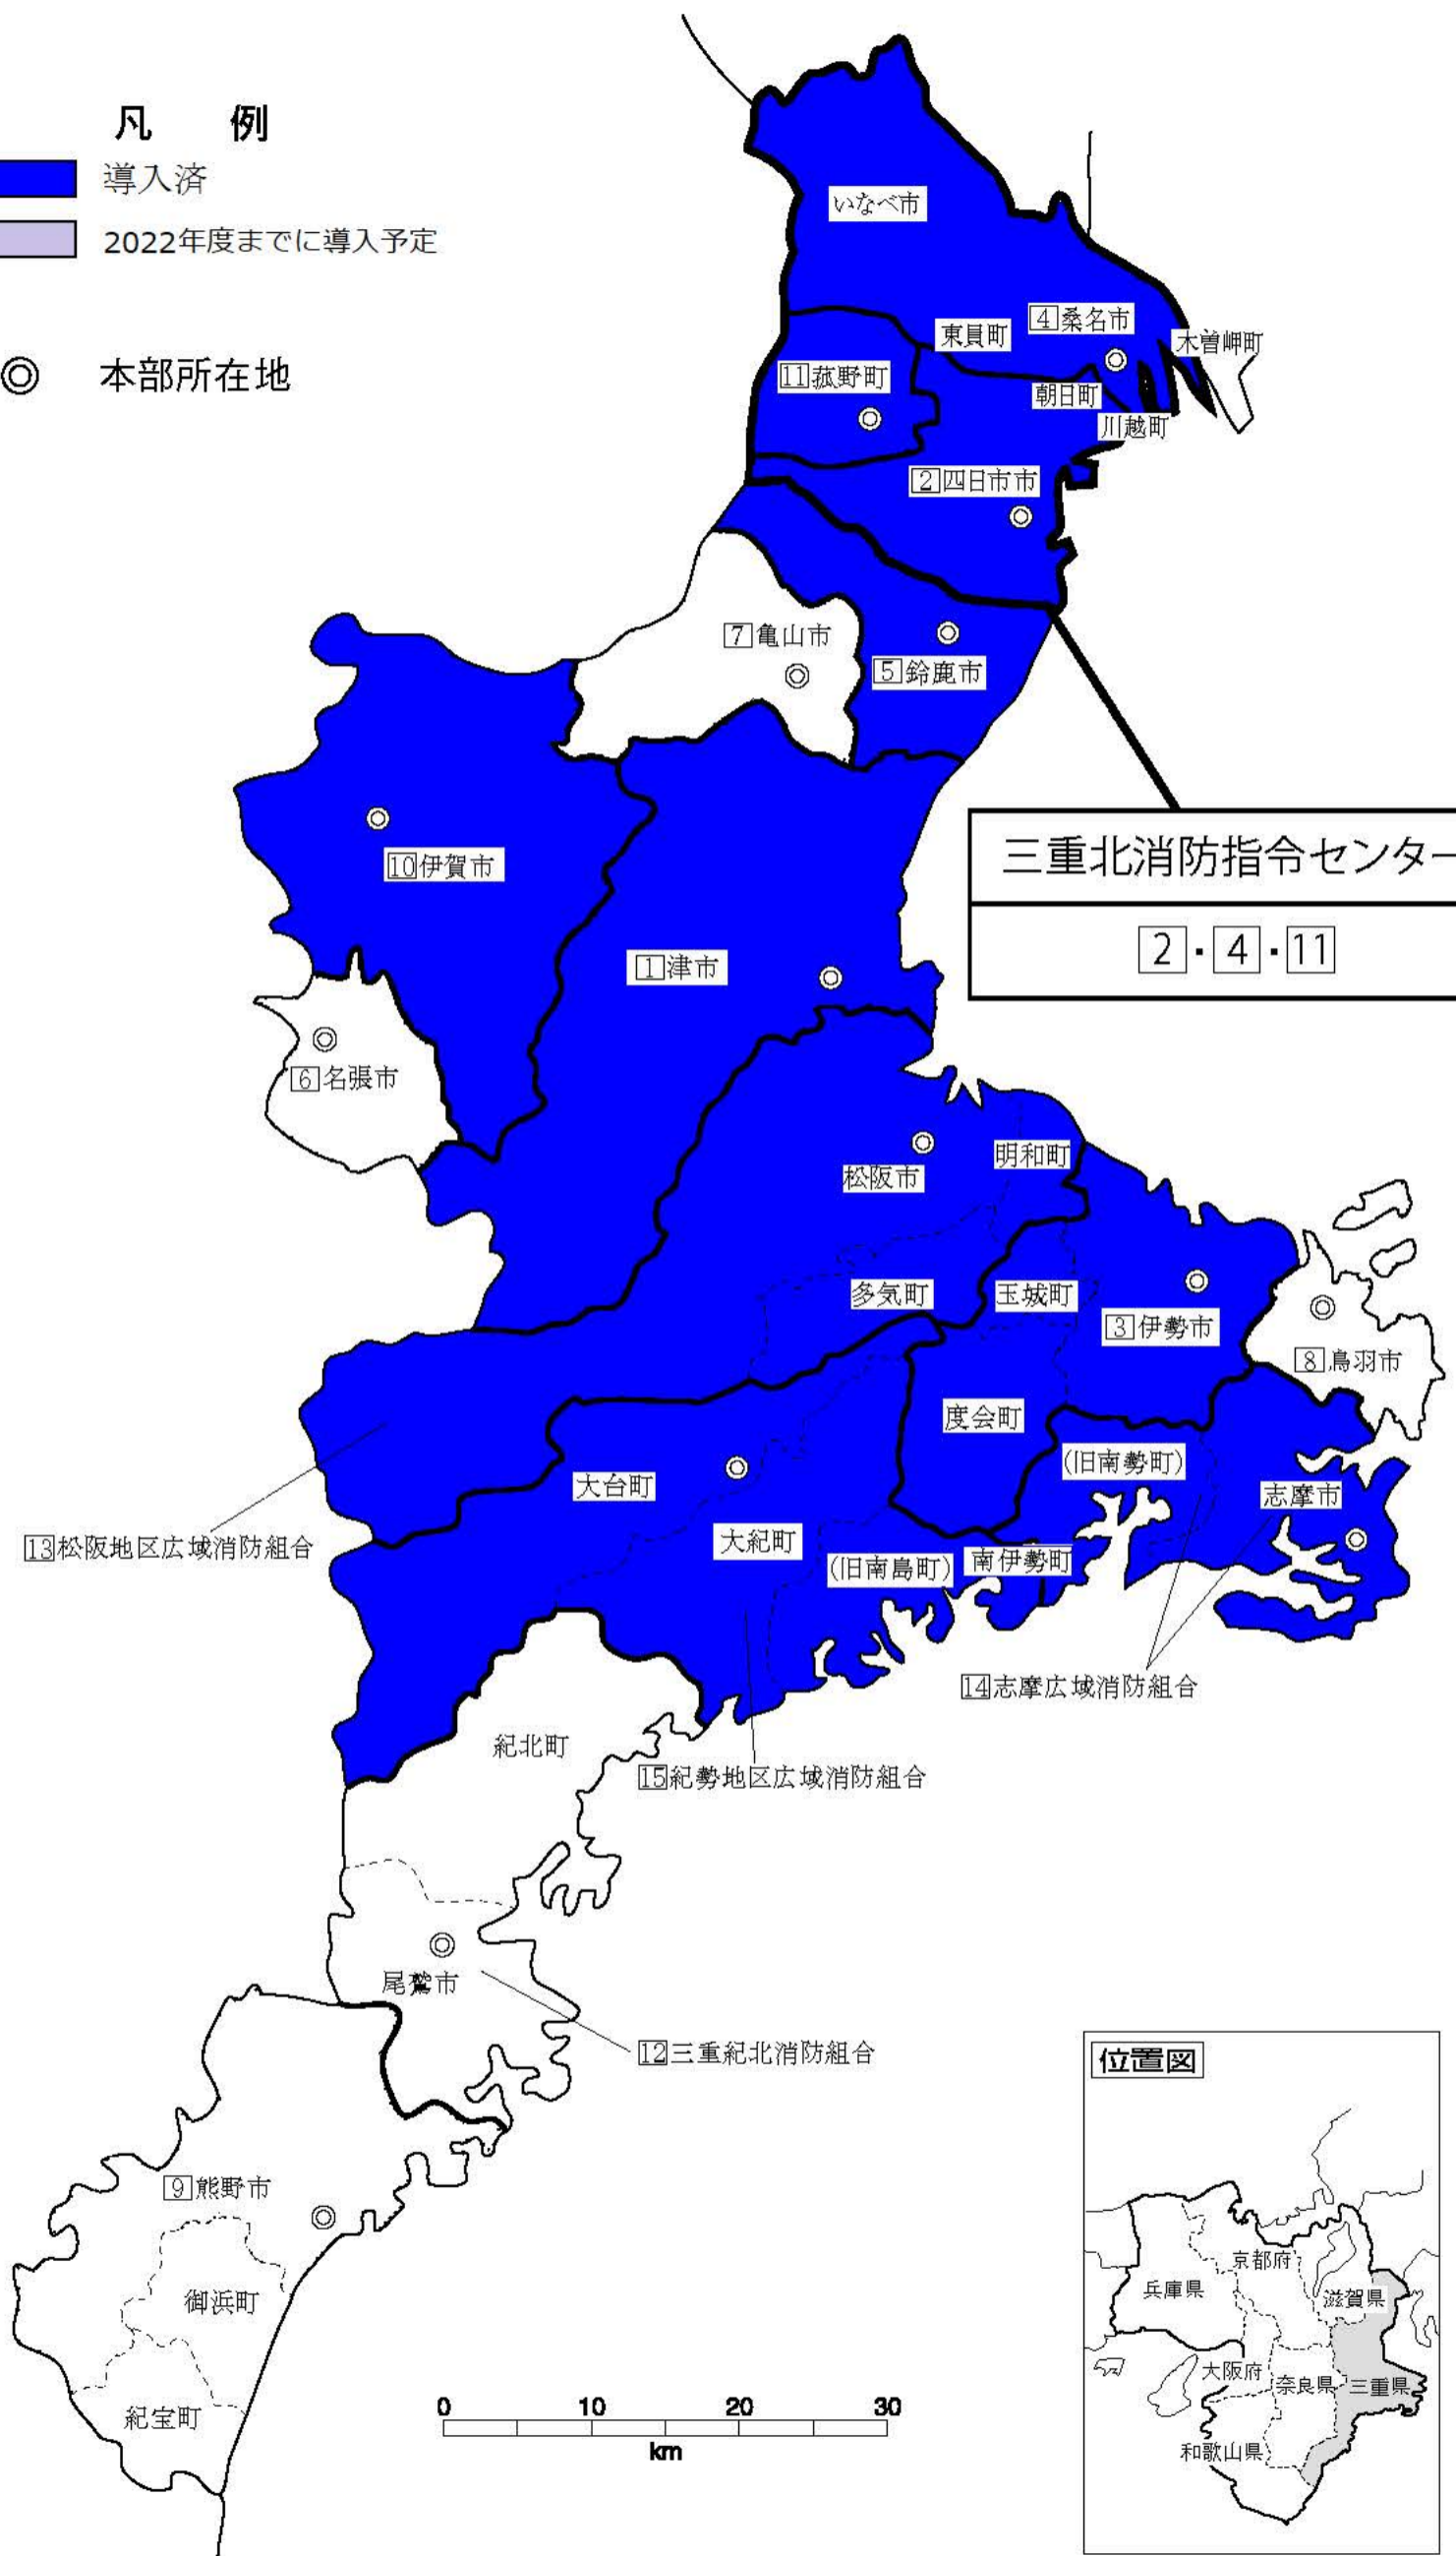 凡　例
導入済
2022年度までに導入予定
◎ 本部所在地
いなべ市
東員町
4桑名市
木曽岬町
11菰野町
朝日町
川越町
2四日市市
7亀山市
5鈴鹿市
三重北消防指令センター
2・4・11
10伊賀市
1津市
6名張市
松阪市
明和町
多気町
玉城町
3伊勢市
8鳥羽市
度会町
(旧南勢町)
志摩市
大台町
大紀町
(旧南島町)
南伊勢町
13松阪地区広域消防組合
14志摩広域消防組合
紀北町
15紀勢地区広域消防組合
尾鷲市
12三重紀北消防組合
9熊野市
御浜町
紀宝町
0 10 20 30
km
位置図
京都府
兵庫県
滋賀県
大阪府
奈良県
三重県
和歌山県